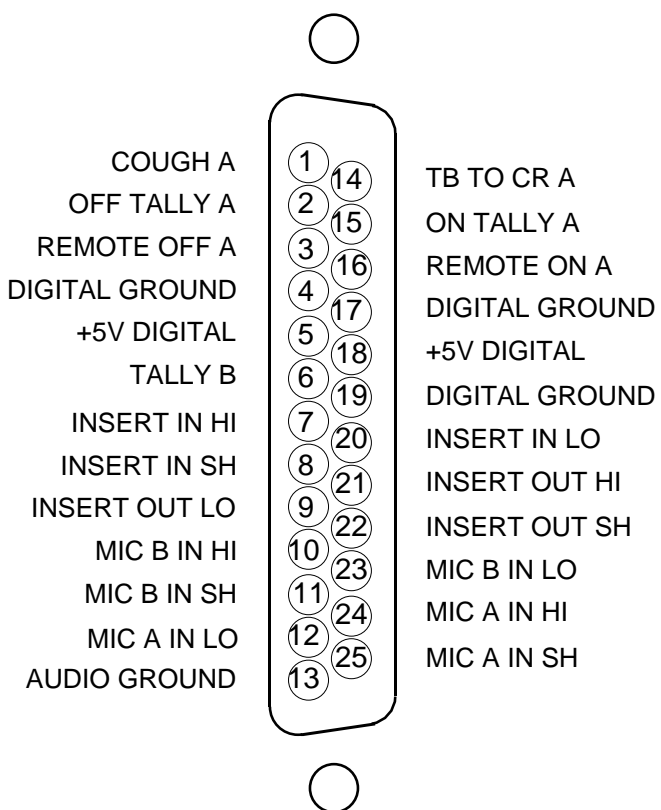 COUGH A 1 14 TB TO CR A
OFF TALLY A 2 15 ON TALLY A
REMOTE OFF A 3 16 REMOTE ON A
DIGITAL GROUND 4 17 DIGITAL GROUND
+5V DIGITAL 5 18 +5V DIGITAL
TALLY B 6 19 DIGITAL GROUND
INSERT IN HI 7 20 INSERT IN LO
INSERT IN SH 8 21 INSERT OUT HI
INSERT OUT LO 9 22 INSERT OUT SH
MIC B IN HI 10 23 MIC B IN LO
MIC B IN SH 11 24 MIC A IN HI
MIC A IN LO 12 25 MIC A IN SH
AUDIO GROUND 13